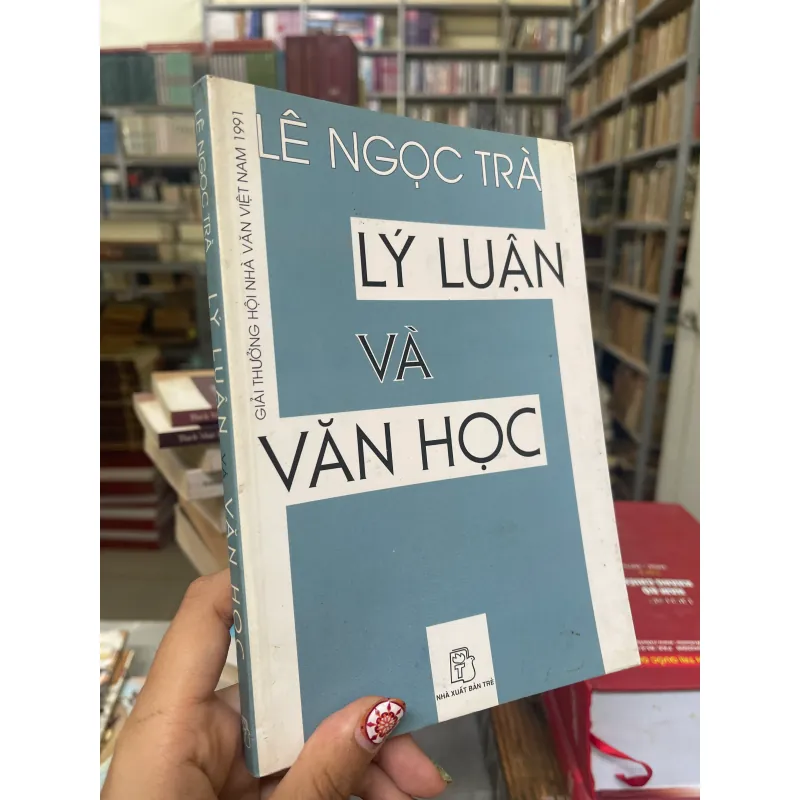 LÊ NGỌC TRÀ
LÝ LUẬN
VÀ
VĂN HỌC
GIẢI THƯỞNG HỘI NHÀ VĂN VIỆT NAM 1991
NHÀ XUẤT BẢN TRẺ
LÊ NGỌC TRÀ LÝ LUẬN VÀ VĂN HỌC